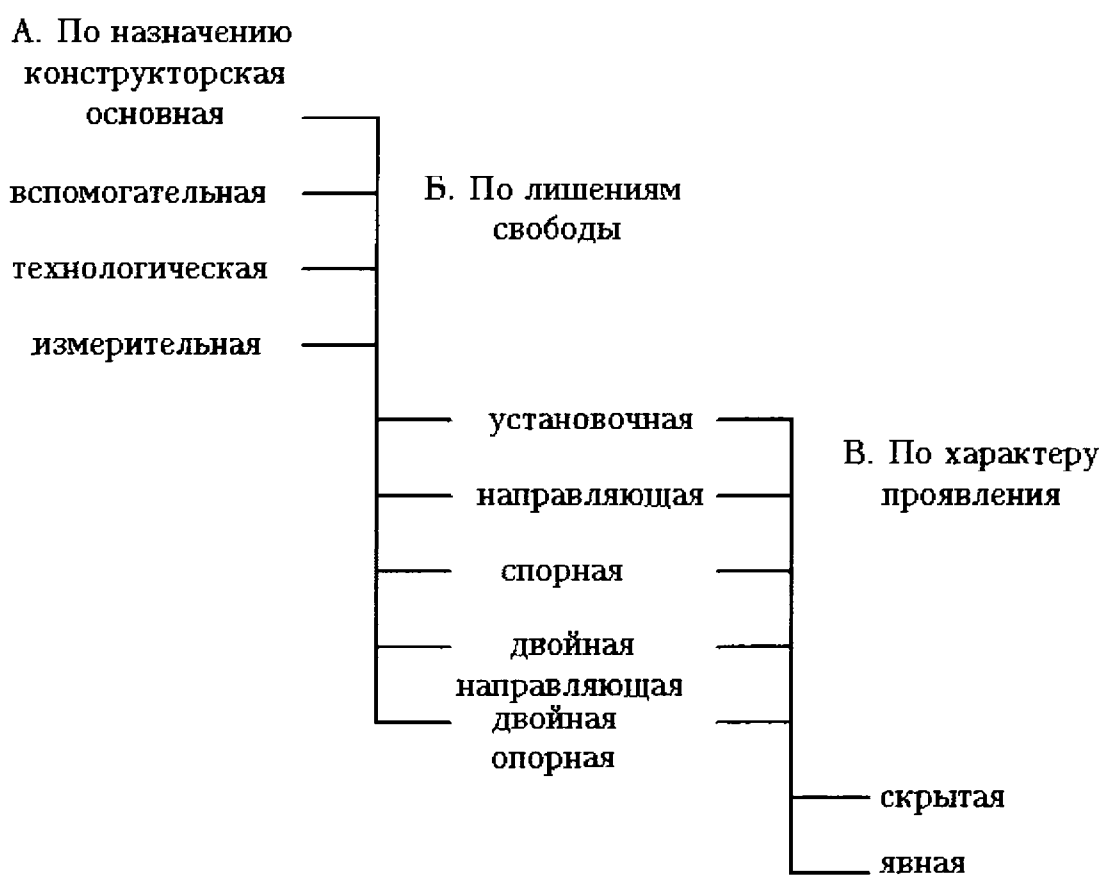 А. По назначению
конструкторская
основная
вспомогательная
технологическая
измерительная
Б. По лишениям
свободы
установочная
направляющая
спорная
двойная
направляющая
двойная
опорная
В. По характеру
проявления
скрытая
явная